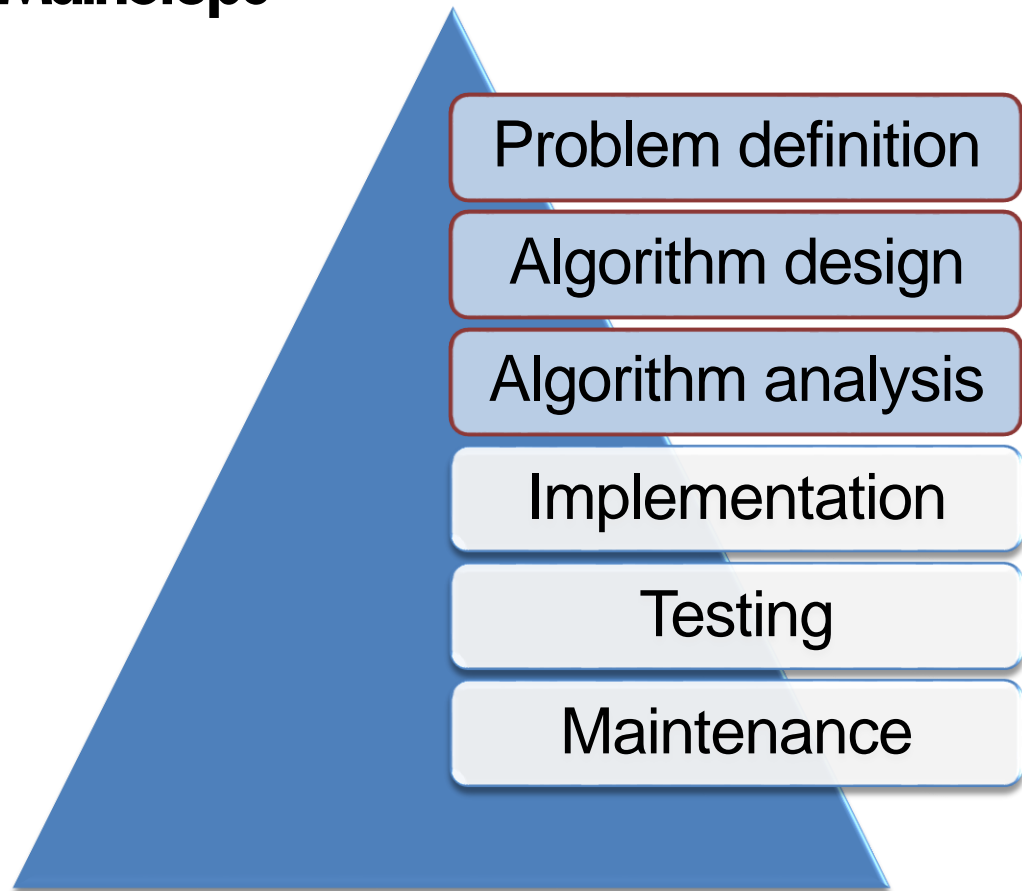 Problem definition
Algorithm design
Algorithm analysis
Implementation
Testing
Maintenance